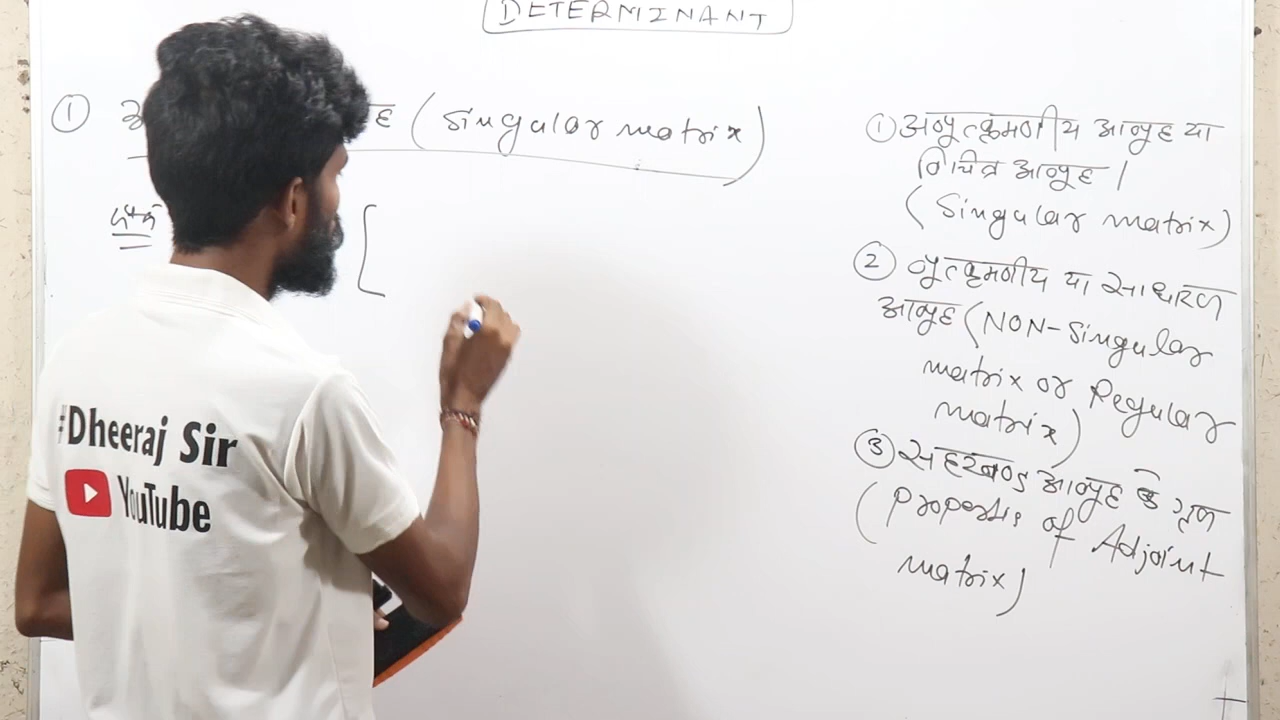 DETERMINANT
① ह (Singular matrix)
① अव्युत्क्रमणीय आव्यूह या
विचित्र आव्यूह |
(Singular matrix)
② व्युत्क्रमणीय या साधारण
आव्यूह (NON-Singular
matrix or Regular
matrix)
③ सहखण्ड आव्यूह के गुण
(Properties of Adjoint
matrix)
#Dheeraj Sir
YouTube